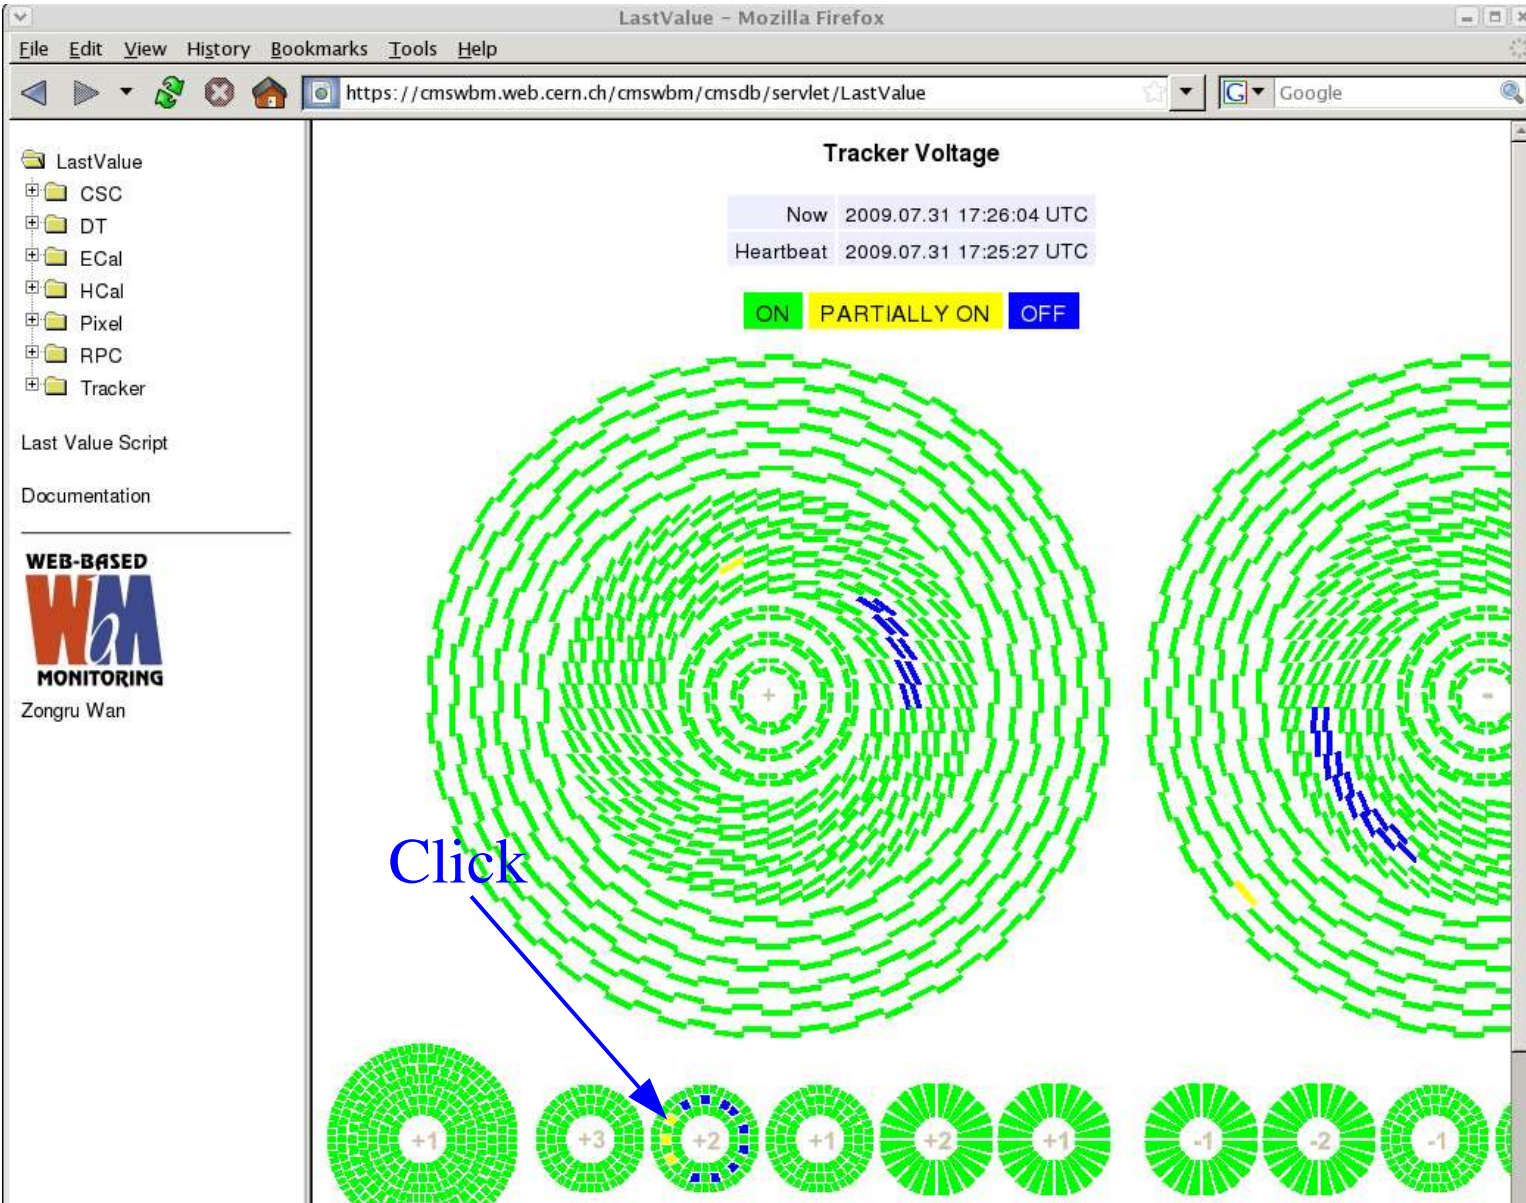 LastValue - Mozilla Firefox
File Edit View History Bookmarks Tools Help
https://cmswbm.web.cern.ch/cmswbm/cmsdb/servlet/LastValue
G Google
LastValue
CSC
DT
ECal
HCal
Pixel
RPC
Tracker
Last Value Script
Documentation
WEB-BASED
WbM
MONITORING
Zongru Wan
Tracker Voltage
Now 2009.07.31 17:26:04 UTC
Heartbeat 2009.07.31 17:25:27 UTC
ON PARTIALLY ON OFF
+ -
Click
+1 +3 +2 +1 +2 +1 -1 -2 -1